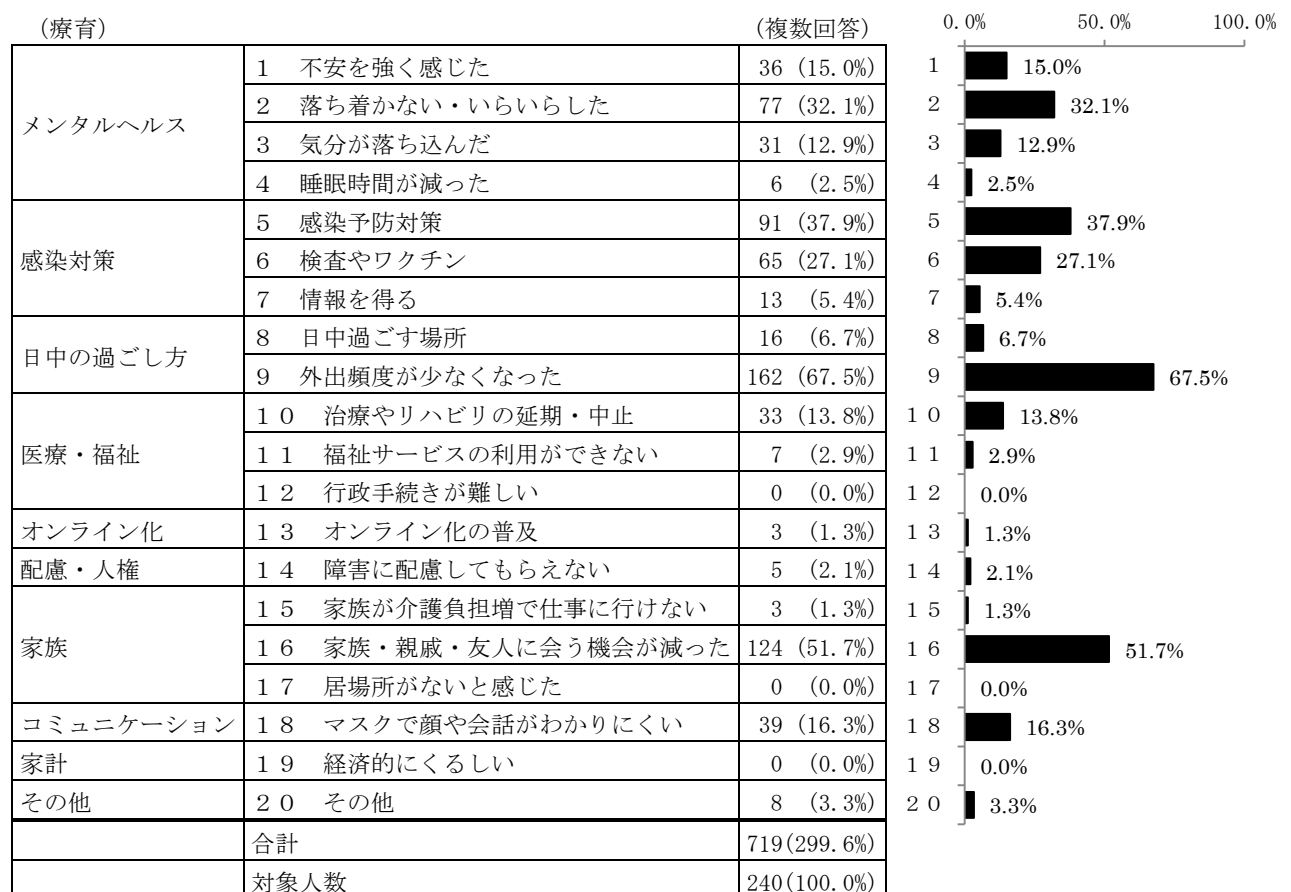 （療育）　（複数回答）　0.0%　50.0%　100.0%
メンタルヘルス
１　不安を強く感じた　36 (15.0%)　1　15.0%
２　落ち着かない・いらいらした　77 (32.1%)　2　32.1%
３　気分が落ち込んだ　31 (12.9%)　3　12.9%
４　睡眠時間が減った　6 (2.5%)　4　2.5%
感染対策
５　感染予防対策　91 (37.9%)　5　37.9%
６　検査やワクチン　65 (27.1%)　6　27.1%
７　情報を得る　13 (5.4%)　7　5.4%
日中の過ごし方
８　日中過ごす場所　16 (6.7%)　8　6.7%
９　外出頻度が少なくなった　162 (67.5%)　9　67.5%
医療・福祉
１０　治療やリハビリの延期・中止　33 (13.8%)　１０　13.8%
１１　福祉サービスの利用ができない　7 (2.9%)　１１　2.9%
１２　行政手続きが難しい　0 (0.0%)　１２　0.0%
オンライン化　１３　オンライン化の普及　3 (1.3%)　１３　1.3%
配慮・人権　１４　障害に配慮してもらえない　5 (2.1%)　１４　2.1%
家族
１５　家族が介護負担増で仕事に行けない　3 (1.3%)　１５　1.3%
１６　家族・親戚・友人に会う機会が減った　124 (51.7%)　１６　51.7%
１７　居場所がないと感じた　0 (0.0%)　１７　0.0%
コミュニケーション　１８　マスクで顔や会話がわかりにくい　39 (16.3%)　１８　16.3%
家計　１９　経済的にくるしい　0 (0.0%)　１９　0.0%
その他　２０　その他　8 (3.3%)　２０　3.3%
合計　719(299.6%)
対象人数　240(100.0%)